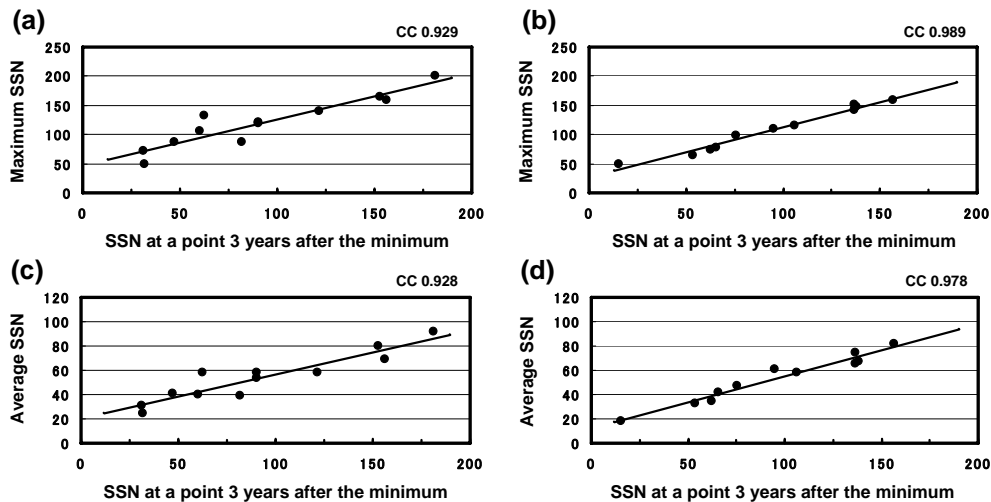 (a)
CC 0.929
Maximum SSN
250
200
150
100
50
0
0 50 100 150 200
SSN at a point 3 years after the minimum
(b)
CC 0.989
Maximum SSN
250
200
150
100
50
0
0 50 100 150 200
SSN at a point 3 years after the minimum
(c)
CC 0.928
Average SSN
120
100
80
60
40
20
0
0 50 100 150 200
SSN at a point 3 years after the minimum
(d)
CC 0.978
Average SSN
120
100
80
60
40
20
0
0 50 100 150 200
SSN at a point 3 years after the minimum